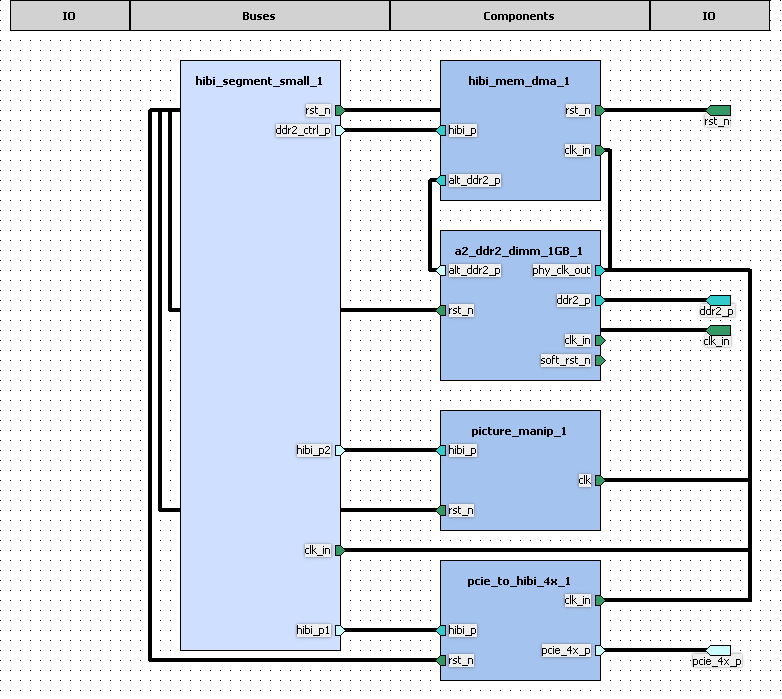 IO
Buses
Components
IO
hibi_segment_small_1
rst_n
ddr2_ctrl_p
hibi_p2
clk_in
hibi_p1
hibi_mem_dma_1
rst_n
hibi_p
clk_in
alt_ddr2_p
a2_ddr2_dimm_1GB_1
alt_ddr2_p
phy_clk_out
ddr2_p
rst_n
clk_in
soft_rst_n
picture_manip_1
hibi_p
clk
rst_n
pcie_to_hibi_4x_1
clk_in
hibi_p
pcie_4x_p
rst_n
rst_n
ddr2_p
clk_in
pcie_4x_p